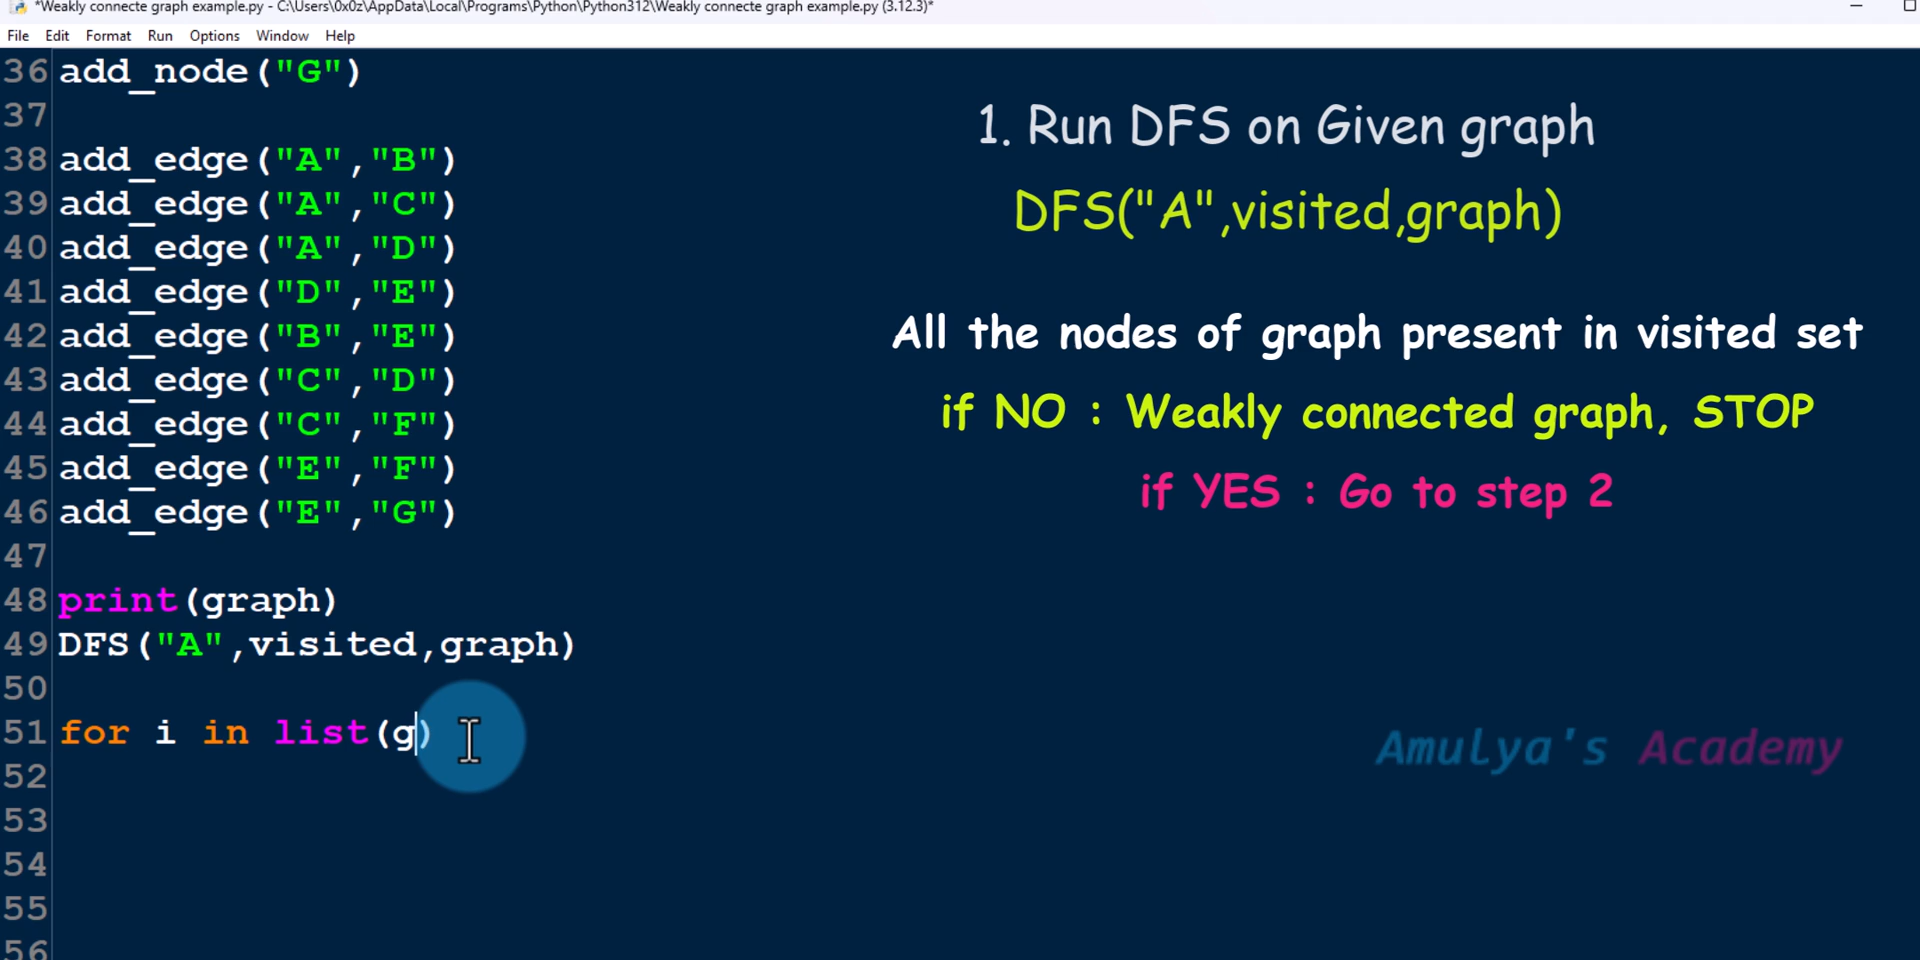 *Weakly connecte graph example.py - C:\Users\0x0z\AppData\Local\Programs\Python\Python312\Weakly connecte graph example.py (3.12.3)*
File Edit Format Run Options Window Help
36 add_node("G")
37
38 add_edge("A","B")
39 add_edge("A","C")
40 add_edge("A","D")
41 add_edge("D","E")
42 add_edge("B","E")
43 add_edge("C","D")
44 add_edge("C","F")
45 add_edge("E","F")
46 add_edge("E","G")
47
48 print(graph)
49 DFS("A",visited,graph)
50
51 for i in list(g)
52
53
54
55
56
1. Run DFS on Given graph
DFS("A",visited,graph)
All the nodes of graph present in visited set
if NO : Weakly connected graph, STOP
if YES : Go to step 2
Amulya's Academy